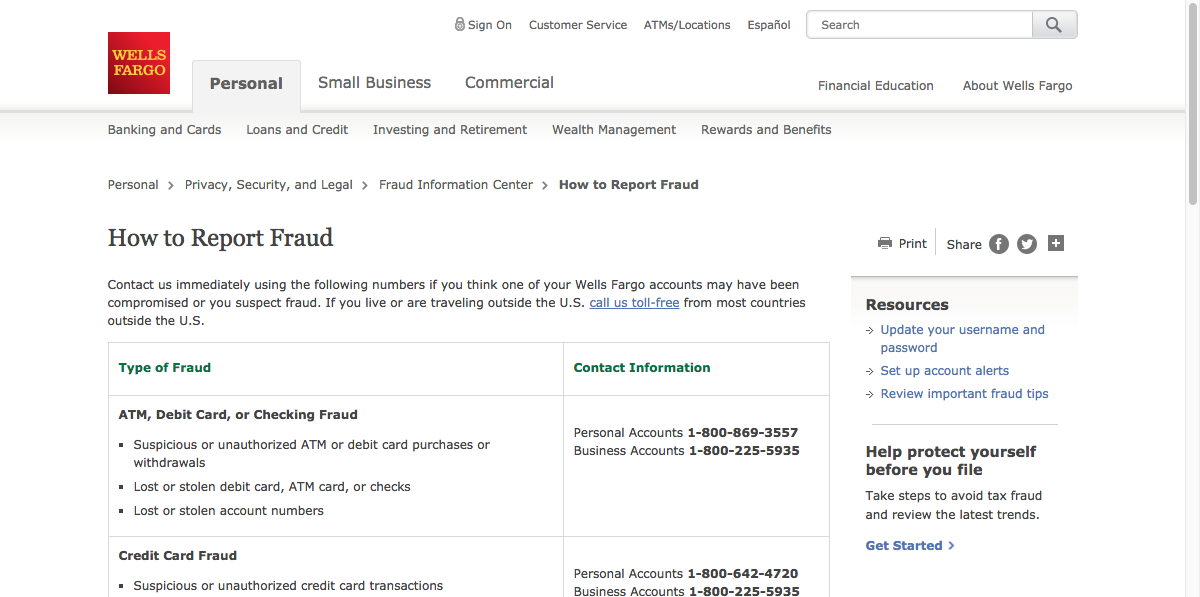 Sign On Customer Service ATMs/Locations Español Search
WELLS
FARGO
Personal Small Business Commercial
Financial Education About Wells Fargo
Banking and Cards Loans and Credit Investing and Retirement Wealth Management Rewards and Benefits
Personal > Privacy, Security, and Legal > Fraud Information Center > How to Report Fraud
How to Report Fraud
Print Share
Contact us immediately using the following numbers if you think one of your Wells Fargo accounts may have been
compromised or you suspect fraud. If you live or are traveling outside the U.S. call us toll-free from most countries
outside the U.S.
Type of Fraud Contact Information
ATM, Debit Card, or Checking Fraud
Suspicious or unauthorized ATM or debit card purchases or
withdrawals
Lost or stolen debit card, ATM card, or checks
Lost or stolen account numbers
Personal Accounts 1-800-869-3557
Business Accounts 1-800-225-5935
Credit Card Fraud
Suspicious or unauthorized credit card transactions
Personal Accounts 1-800-642-4720
Business Accounts 1-800-225-5935
Resources
Update your username and
password
Set up account alerts
Review important fraud tips
Help protect yourself
before you file
Take steps to avoid tax fraud
and review the latest trends.
Get Started >